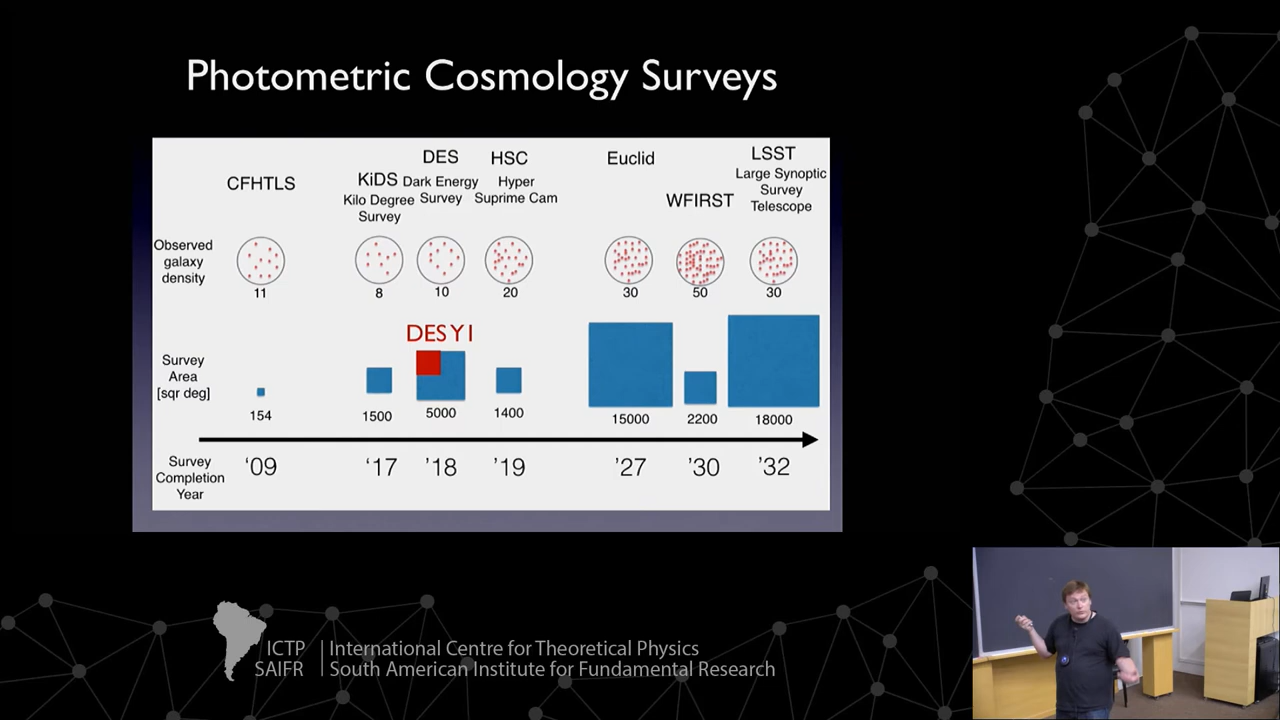 Photometric Cosmology Surveys
CFHTLS
KiDS
Kilo Degree
Survey
DES
Dark Energy
Survey
HSC
Hyper
Suprime Cam
Euclid
WFIRST
LSST
Large Synoptic
Survey
Telescope
Observed
galaxy
density
11
8
10
20
30
50
30
DES Y1
Survey
Area
[sqr deg]
154
1500
5000
1400
15000
2200
18000
Survey
Completion
Year
‘09
‘17
’18
’19
’27
’30
’32
ICTP
SAIFR
International Centre for Theoretical Physics
South American Institute for Fundamental Research